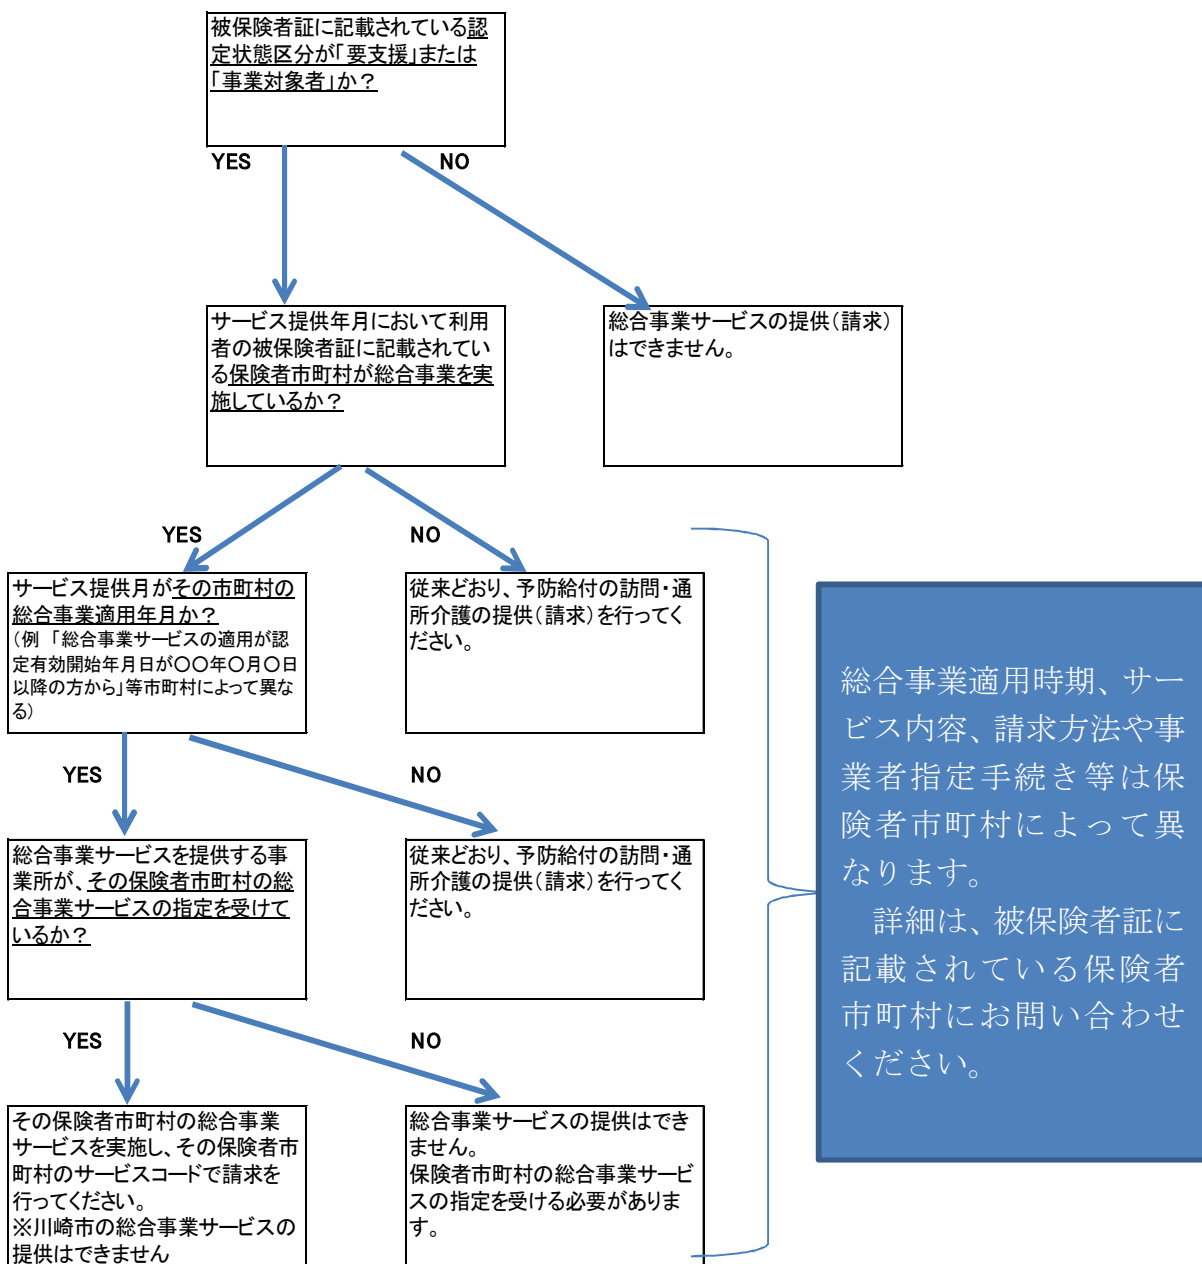 被保険者証に記載されている認
定状態区分が「要支援」または
「事業対象者」か？
YES
NO
サービス提供年月において利用
者の被保険者証に記載されてい
る保険者市町村が総合事業を実
施しているか？
総合事業サービスの提供（請求）
はできません。
YES
NO
サービス提供月がその市町村の
総合事業適用年月か？
（例　「総合事業サービスの適用が認
定有効開始年月日が〇〇年〇月〇日
以降の方から」等市町村によって異な
る）
従来どおり、予防給付の訪問・通
所介護の提供（請求）を行ってく
ださい。
YES
NO
総合事業サービスを提供する事
業所が、その保険者市町村の総
合事業サービスの指定を受けて
いるか？
従来どおり、予防給付の訪問・通
所介護の提供（請求）を行ってく
ださい。
YES
NO
その保険者市町村の総合事業
サービスを実施し、その保険者市
町村のサービスコードで請求を
行ってください。
※川崎市の総合事業サービスの
提供はできません
総合事業サービスの提供はでき
ません。
保険者市町村の総合事業サービ
スの指定を受ける必要がありま
す。
総合事業適用時期、サー
ビス内容、請求方法や事
業者指定手続き等は保
険者市町村によって異
なります。
　詳細は、被保険者証に
記載されている保険者
市町村にお問い合わせ
ください。